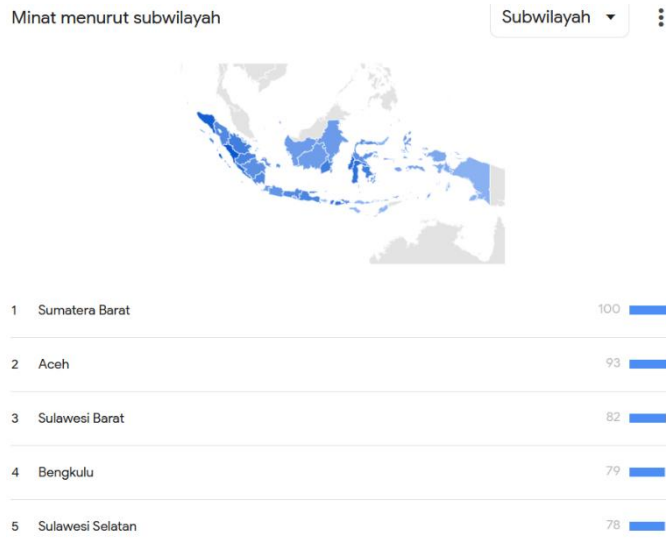 Minat menurut subwilayah
Subwilayah
1 Sumatera Barat 100
2 Aceh 93
3 Sulawesi Barat 82
4 Bengkulu 79
5 Sulawesi Selatan 78